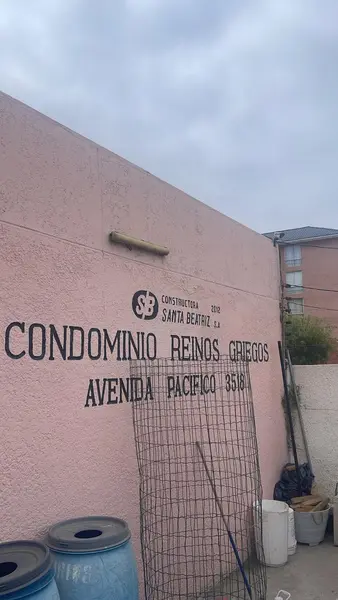 SB
CONSTRUCTORA 2012
SANTA BEATRIZ S.A
CONDOMINIO REINOS GRIEGOS
AVENIDA PACIFICO 3518